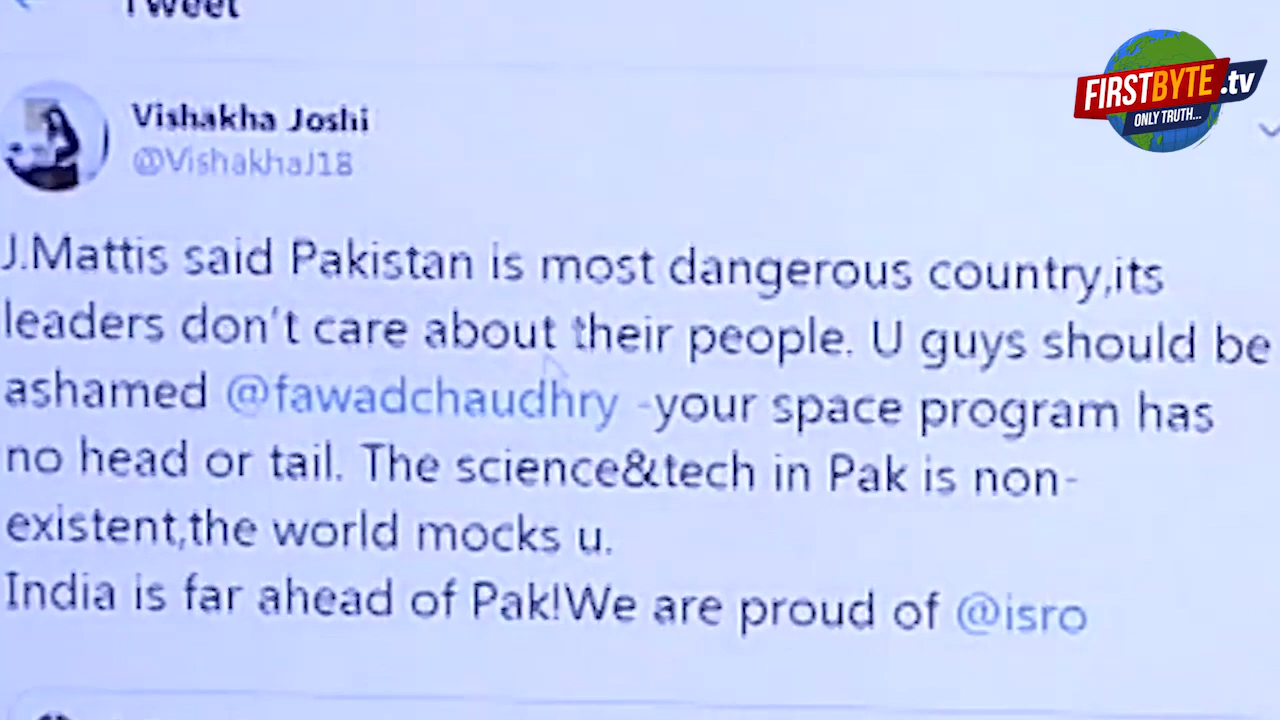 Tweet
FIRSTBYTE.tv
ONLY TRUTH...
Vishakha Joshi
@VishakhaJ18
J.Mattis said Pakistan is most dangerous country,its
leaders don't care about their people. U guys should be
ashamed @fawadchaudhry -your space program has
no head or tail. The science&tech in Pak is non-
existent,the world mocks u.
India is far ahead of Pak!We are proud of @isro